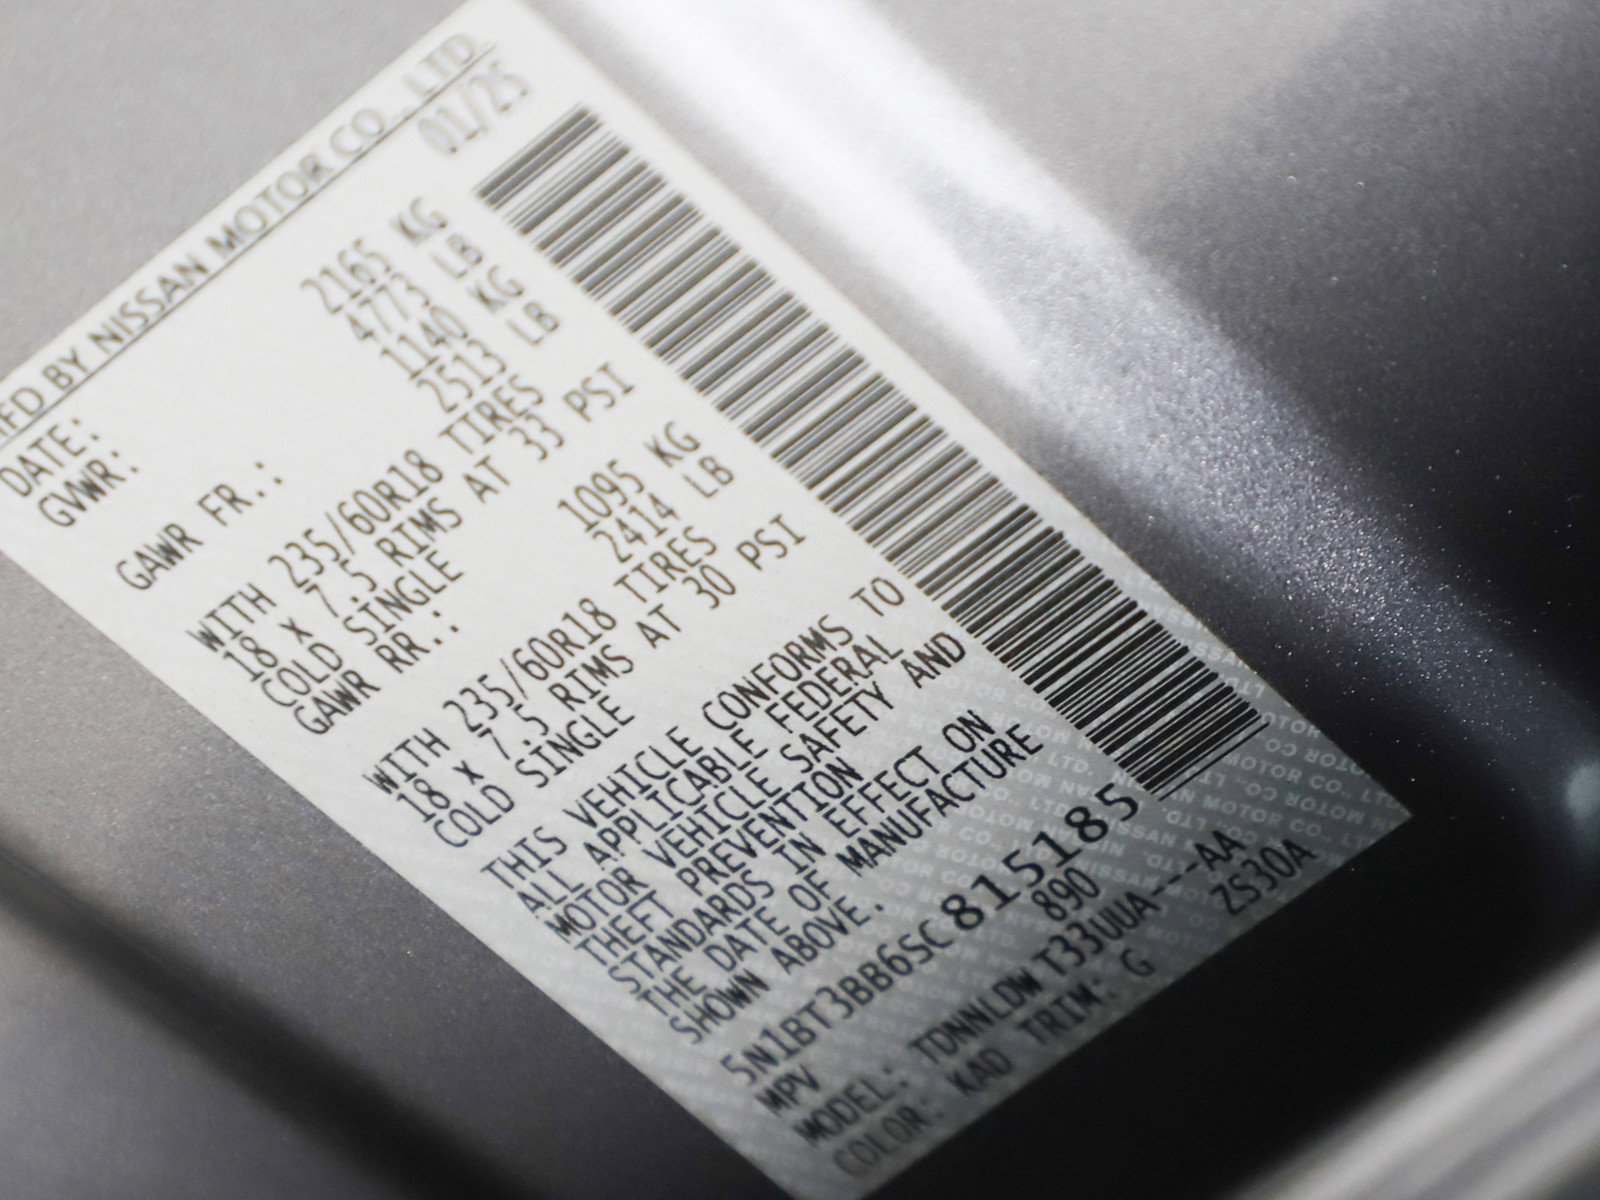 MFD BY NISSAN MOTOR CO., LTD.
DATE: 01/25
GVWR: 2165 KG
4773 LB
GAWR FR.: 1140 KG
2513 LB
WITH 235/60R18 TIRES
18 x 7.5 RIMS AT 33 PSI
COLD SINGLE
GAWR RR.: 1095 KG
2414 LB
WITH 235/60R18 TIRES
18 x 7.5 RIMS AT 30 PSI
COLD SINGLE
THIS VEHICLE CONFORMS TO
ALL APPLICABLE FEDERAL
MOTOR VEHICLE SAFETY AND
THEFT PREVENTION
STANDARDS IN EFFECT ON
THE DATE OF MANUFACTURE
SHOWN ABOVE.
5N1BT3BB6SC815185
MPV 890
MODEL: TDNNLDWT33UUA---AA
COLOR: KAD TRIM: G ZS30A